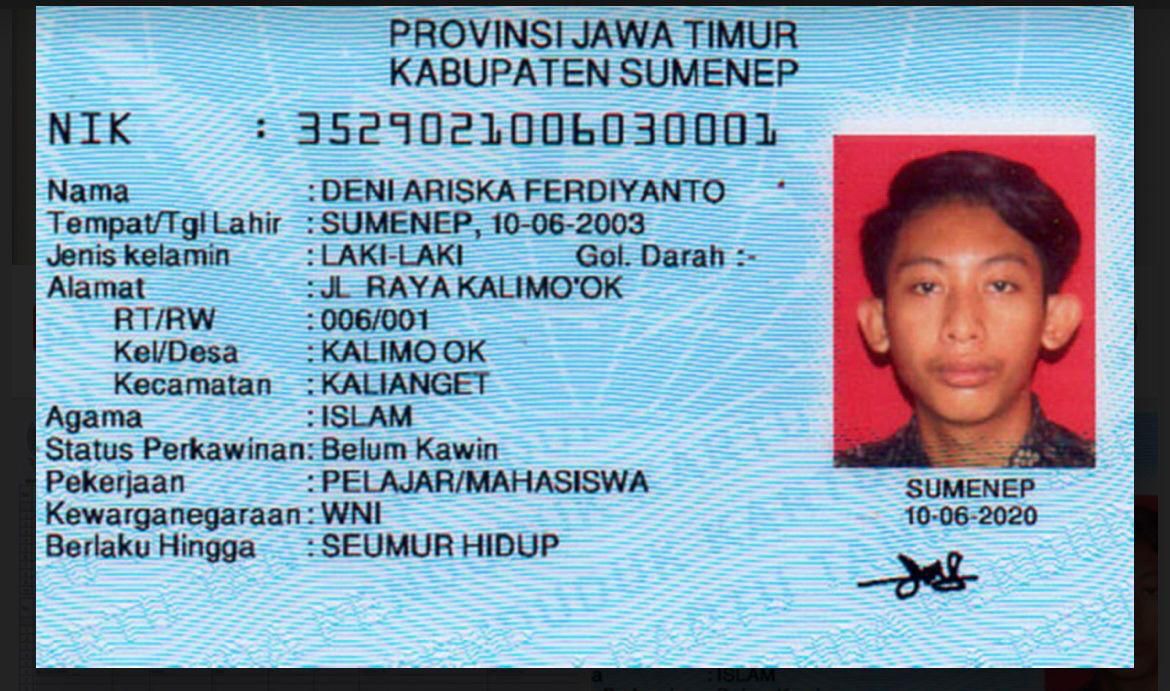 PROVINSI JAWA TIMUR
KABUPATEN SUMENEP
NIK : 3529021006030001
Nama : DENI ARISKA FERDIYANTO
Tempat/Tgl Lahir : SUMENEP, 10-06-2003
Jenis kelamin : LAKI-LAKI Gol. Darah :-
Alamat : JL RAYA KALIMO'OK
RT/RW : 006/001
Kel/Desa : KALIMO OK
Kecamatan : KALIANGET
Agama : ISLAM
Status Perkawinan: Belum Kawin
Pekerjaan : PELAJAR/MAHASISWA
Kewarganegaraan: WNI
Berlaku Hingga : SEUMUR HIDUP
SUMENEP
10-06-2020
a : ISLAM